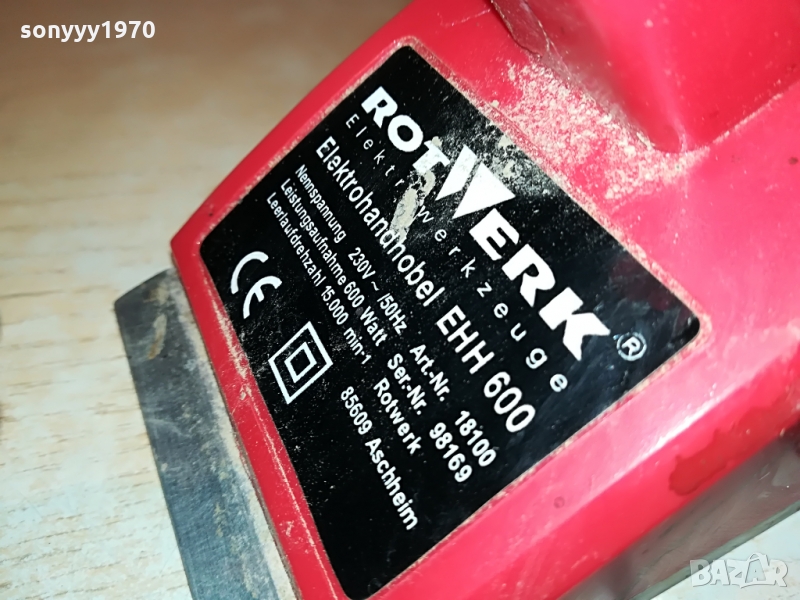 sonyyy1970
ROTWERK®
Elektrowerkzeuge
Elektrohandhobel EHH 600
Nennspannung 230V ~ /50Hz Art.-Nr. 18100
Leistungsaufnahme 600 Watt Ser.-Nr. 98169
Leerlaufdrehzahl 15.000 min-1 Rotwerk
85609 Aschheim
CE
BAZAR